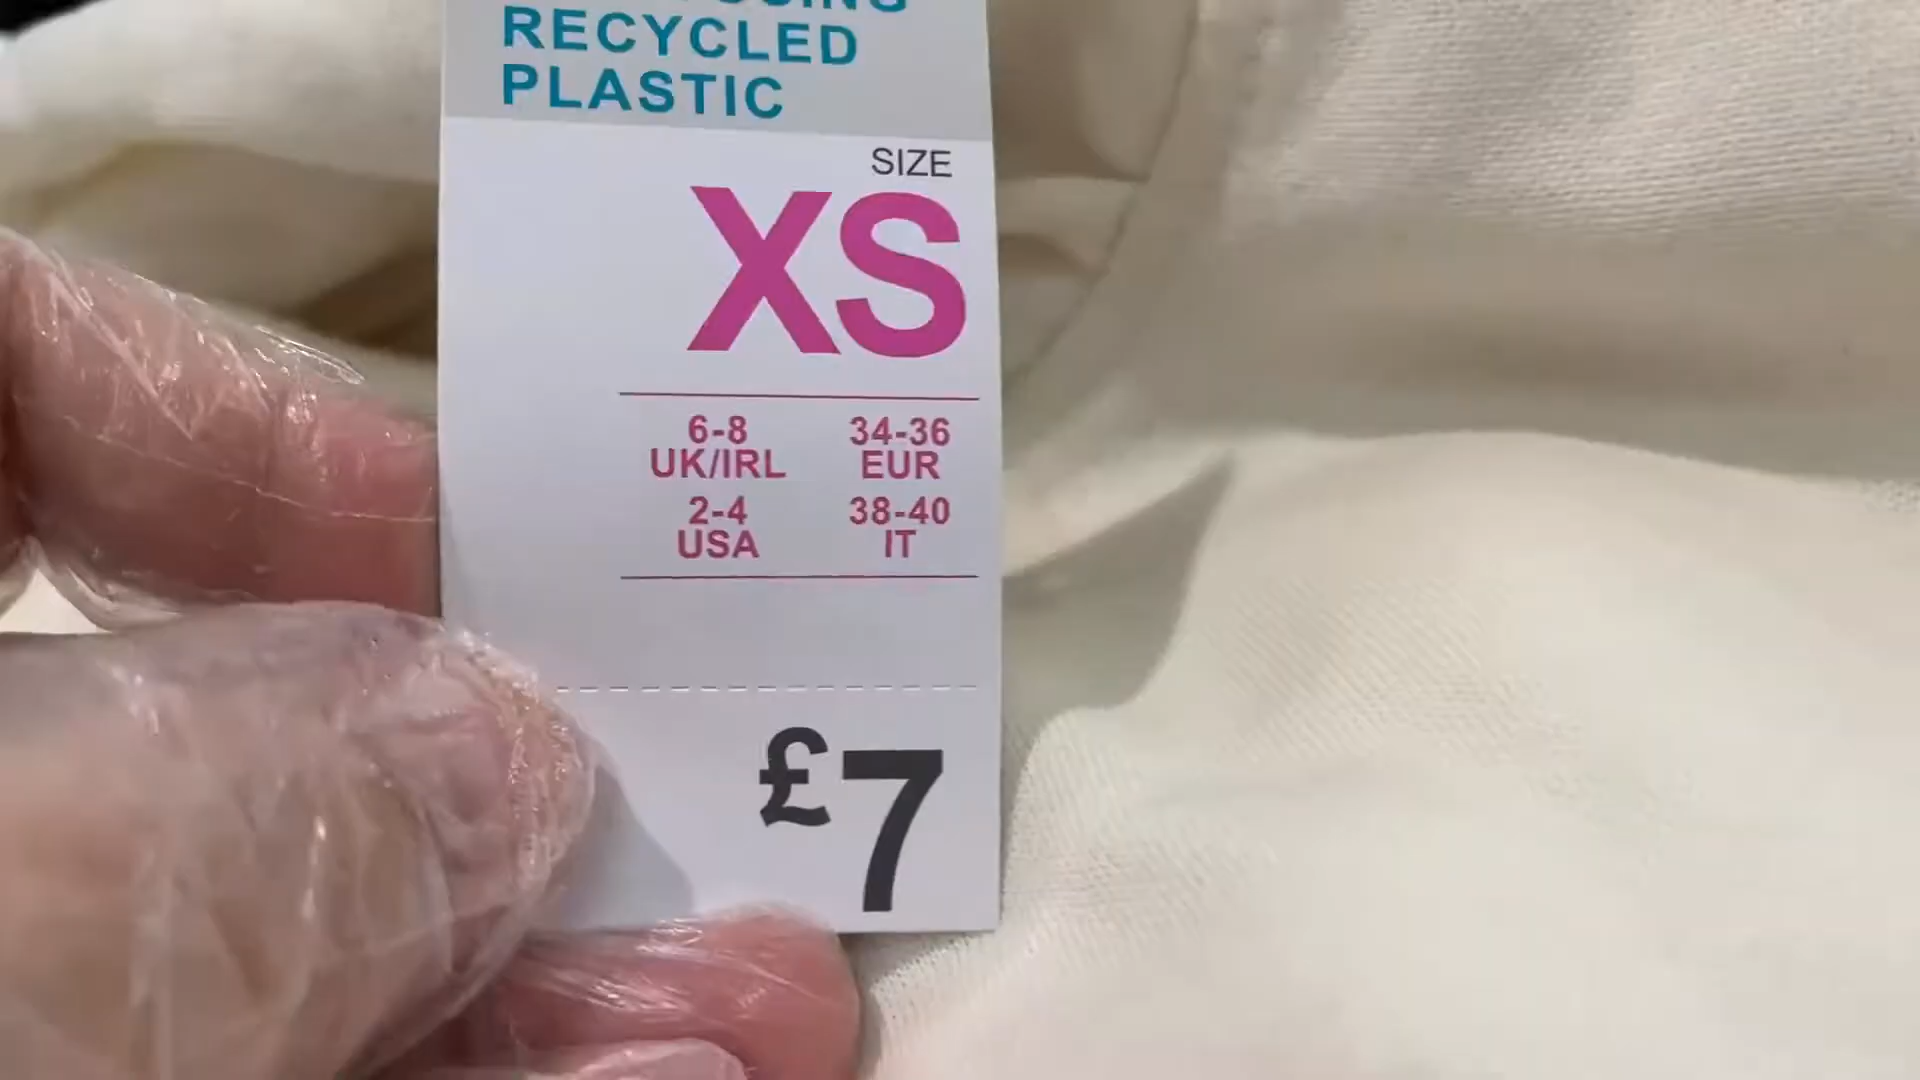 RECYCLED
PLASTIC
SIZE
XS
6-8 34-36
UK/IRL EUR
2-4 38-40
USA IT
£7